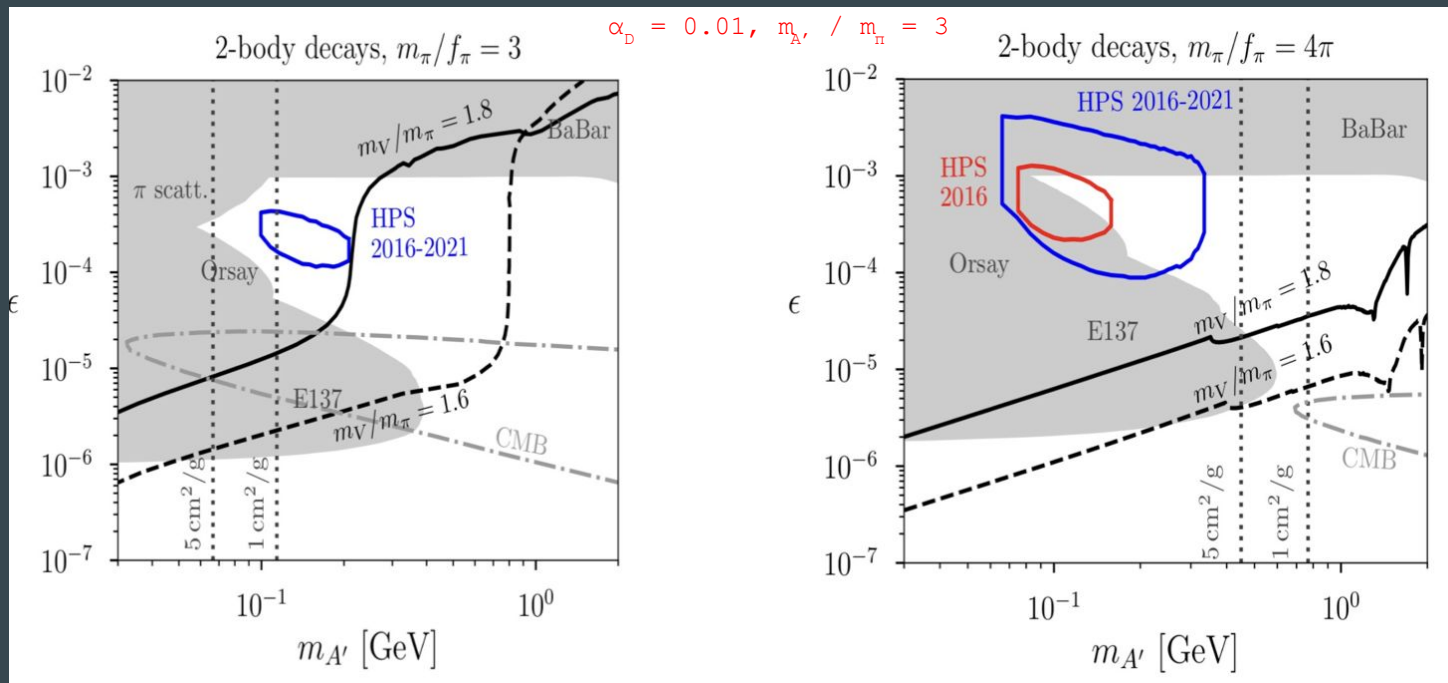 α_D = 0.01, m_A′ / m_π = 3
2-body decays, m_π/f_π = 3
10^−2
10^−3
10^−4
10^−5
10^−6
10^−7
ϵ
m_V/m_π = 1.8
BaBar
π scatt.
HPS
2016-2021
Orsay
E137
m_V/m_π = 1.6
CMB
5 cm^2/g
1 cm^2/g
10^−1
10^0
m_A′ [GeV]
2-body decays, m_π/f_π = 4π
10^−2
10^−3
10^−4
10^−5
10^−6
10^−7
ϵ
HPS 2016-2021
BaBar
HPS
2016
Orsay
m_V/m_π = 1.8
E137
m_V/m_π = 1.6
CMB
5 cm^2/g
1 cm^2/g
10^−1
10^0
m_A′ [GeV]